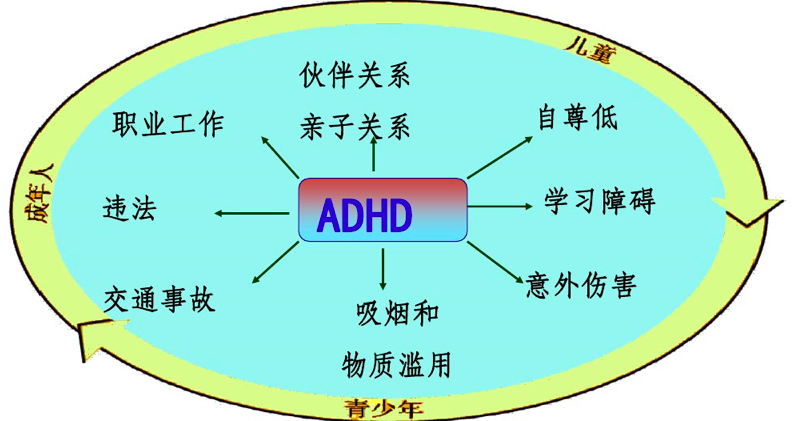 儿童
伙伴关系
亲子关系
职业工作
自尊低
成年人
违法
ADHD
学习障碍
交通事故
意外伤害
吸烟和
物质滥用
青少年